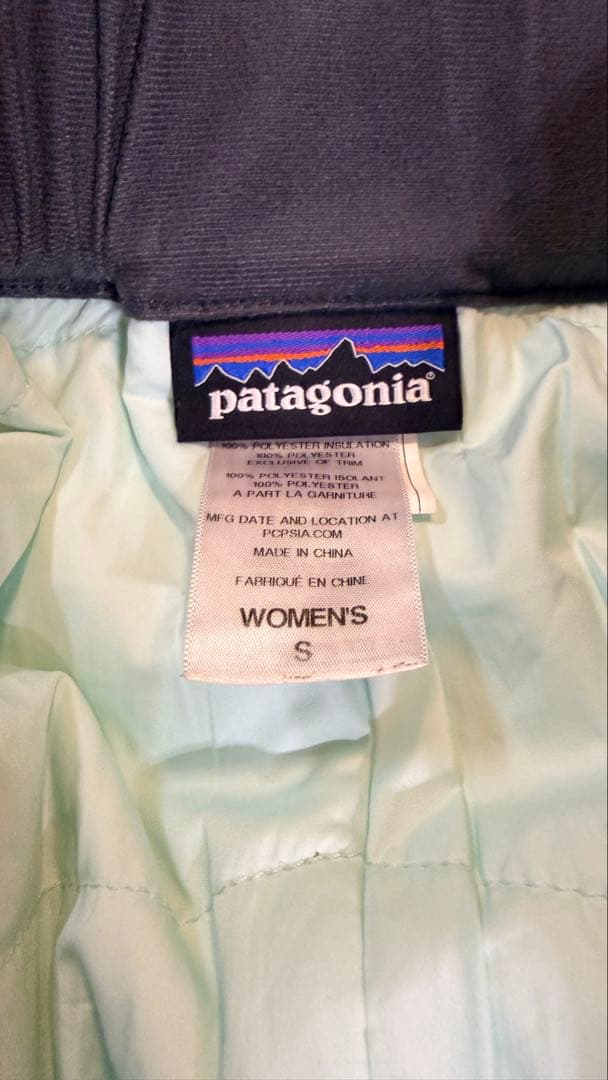 patagonia®
100% POLYESTER INSULATION
100% POLYESTER
EXCLUSIVE OF TRIM
100% POLYESTER ISOLANT
100% POLYESTER
A PART LA GARNITURE
MFG DATE AND LOCATION AT
PCPSIA.COM
MADE IN CHINA
FABRIQUÉ EN CHINE
WOMEN'S
S